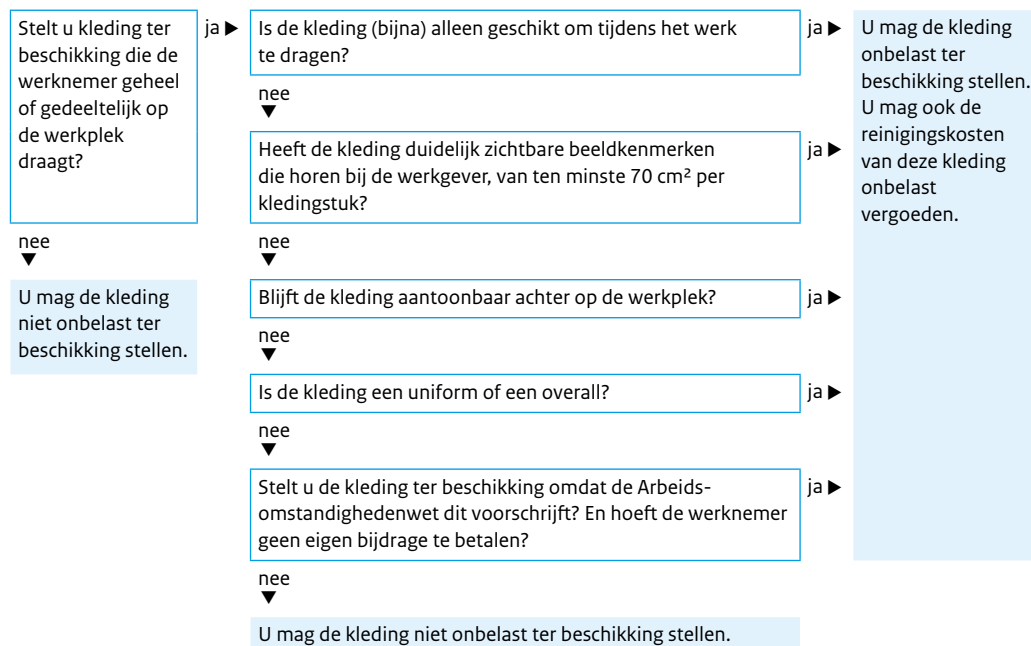 Stelt u kleding ter
beschikking die de
werknemer geheel
of gedeeltelijk op
de werkplek
draagt?
ja ▶
nee
▼
U mag de kleding
niet onbelast ter
beschikking stellen.
Is de kleding (bijna) alleen geschikt om tijdens het werk
te dragen?
ja ▶
nee
▼
Heeft de kleding duidelijk zichtbare beeldkenmerken
die horen bij de werkgever, van ten minste 70 cm² per
kledingstuk?
ja ▶
nee
▼
Blijft de kleding aantoonbaar achter op de werkplek?
ja ▶
nee
▼
Is de kleding een uniform of een overall?
ja ▶
nee
▼
Stelt u de kleding ter beschikking omdat de Arbeids-
omstandighedenwet dit voorschrijft? En hoeft de werknemer
geen eigen bijdrage te betalen?
ja ▶
nee
▼
U mag de kleding niet onbelast ter beschikking stellen.
U mag de kleding
onbelast ter
beschikking stellen.
U mag ook de
reinigingskosten
van deze kleding
onbelast
vergoeden.